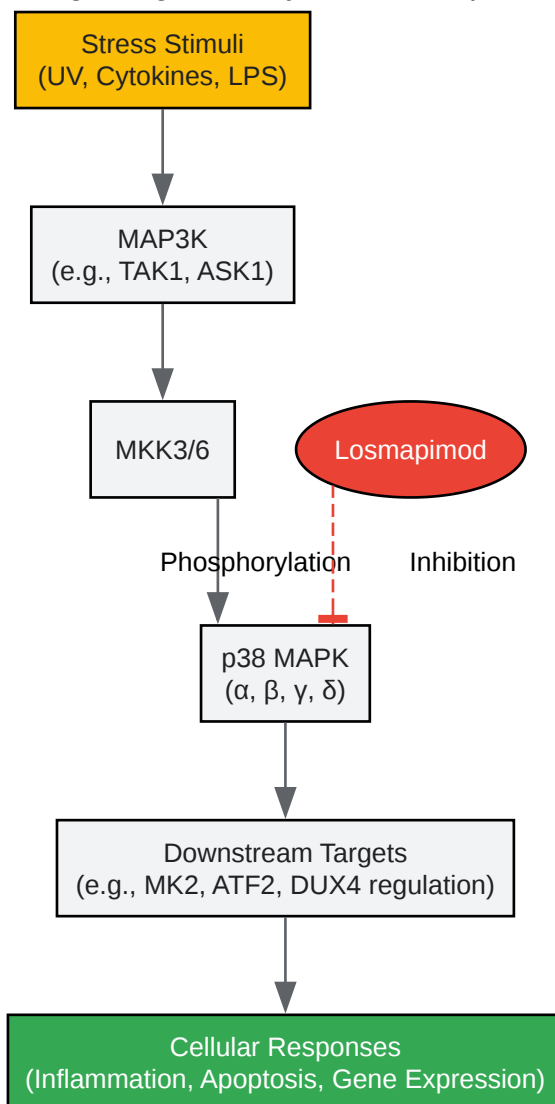 Stress Stimuli
(UV, Cytokines, LPS)
MAP3K
(e.g., TAK1, ASK1)
MKK3/6
Losmapimod
Phosphorylation
Inhibition
p38 MAPK
(α, β, γ, δ)
Downstream Targets
(e.g., MK2, ATF2, DUX4 regulation)
Cellular Responses
(Inflammation, Apoptosis, Gene Expression)